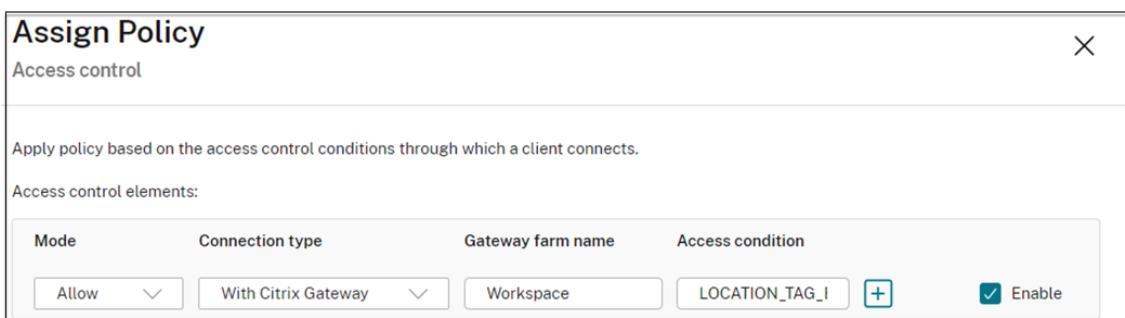 Assign Policy
Access control
Apply policy based on the access control conditions through which a client connects.
Access control elements:
Mode Connection type Gateway farm name Access condition
Allow With Citrix Gateway Workspace Enable